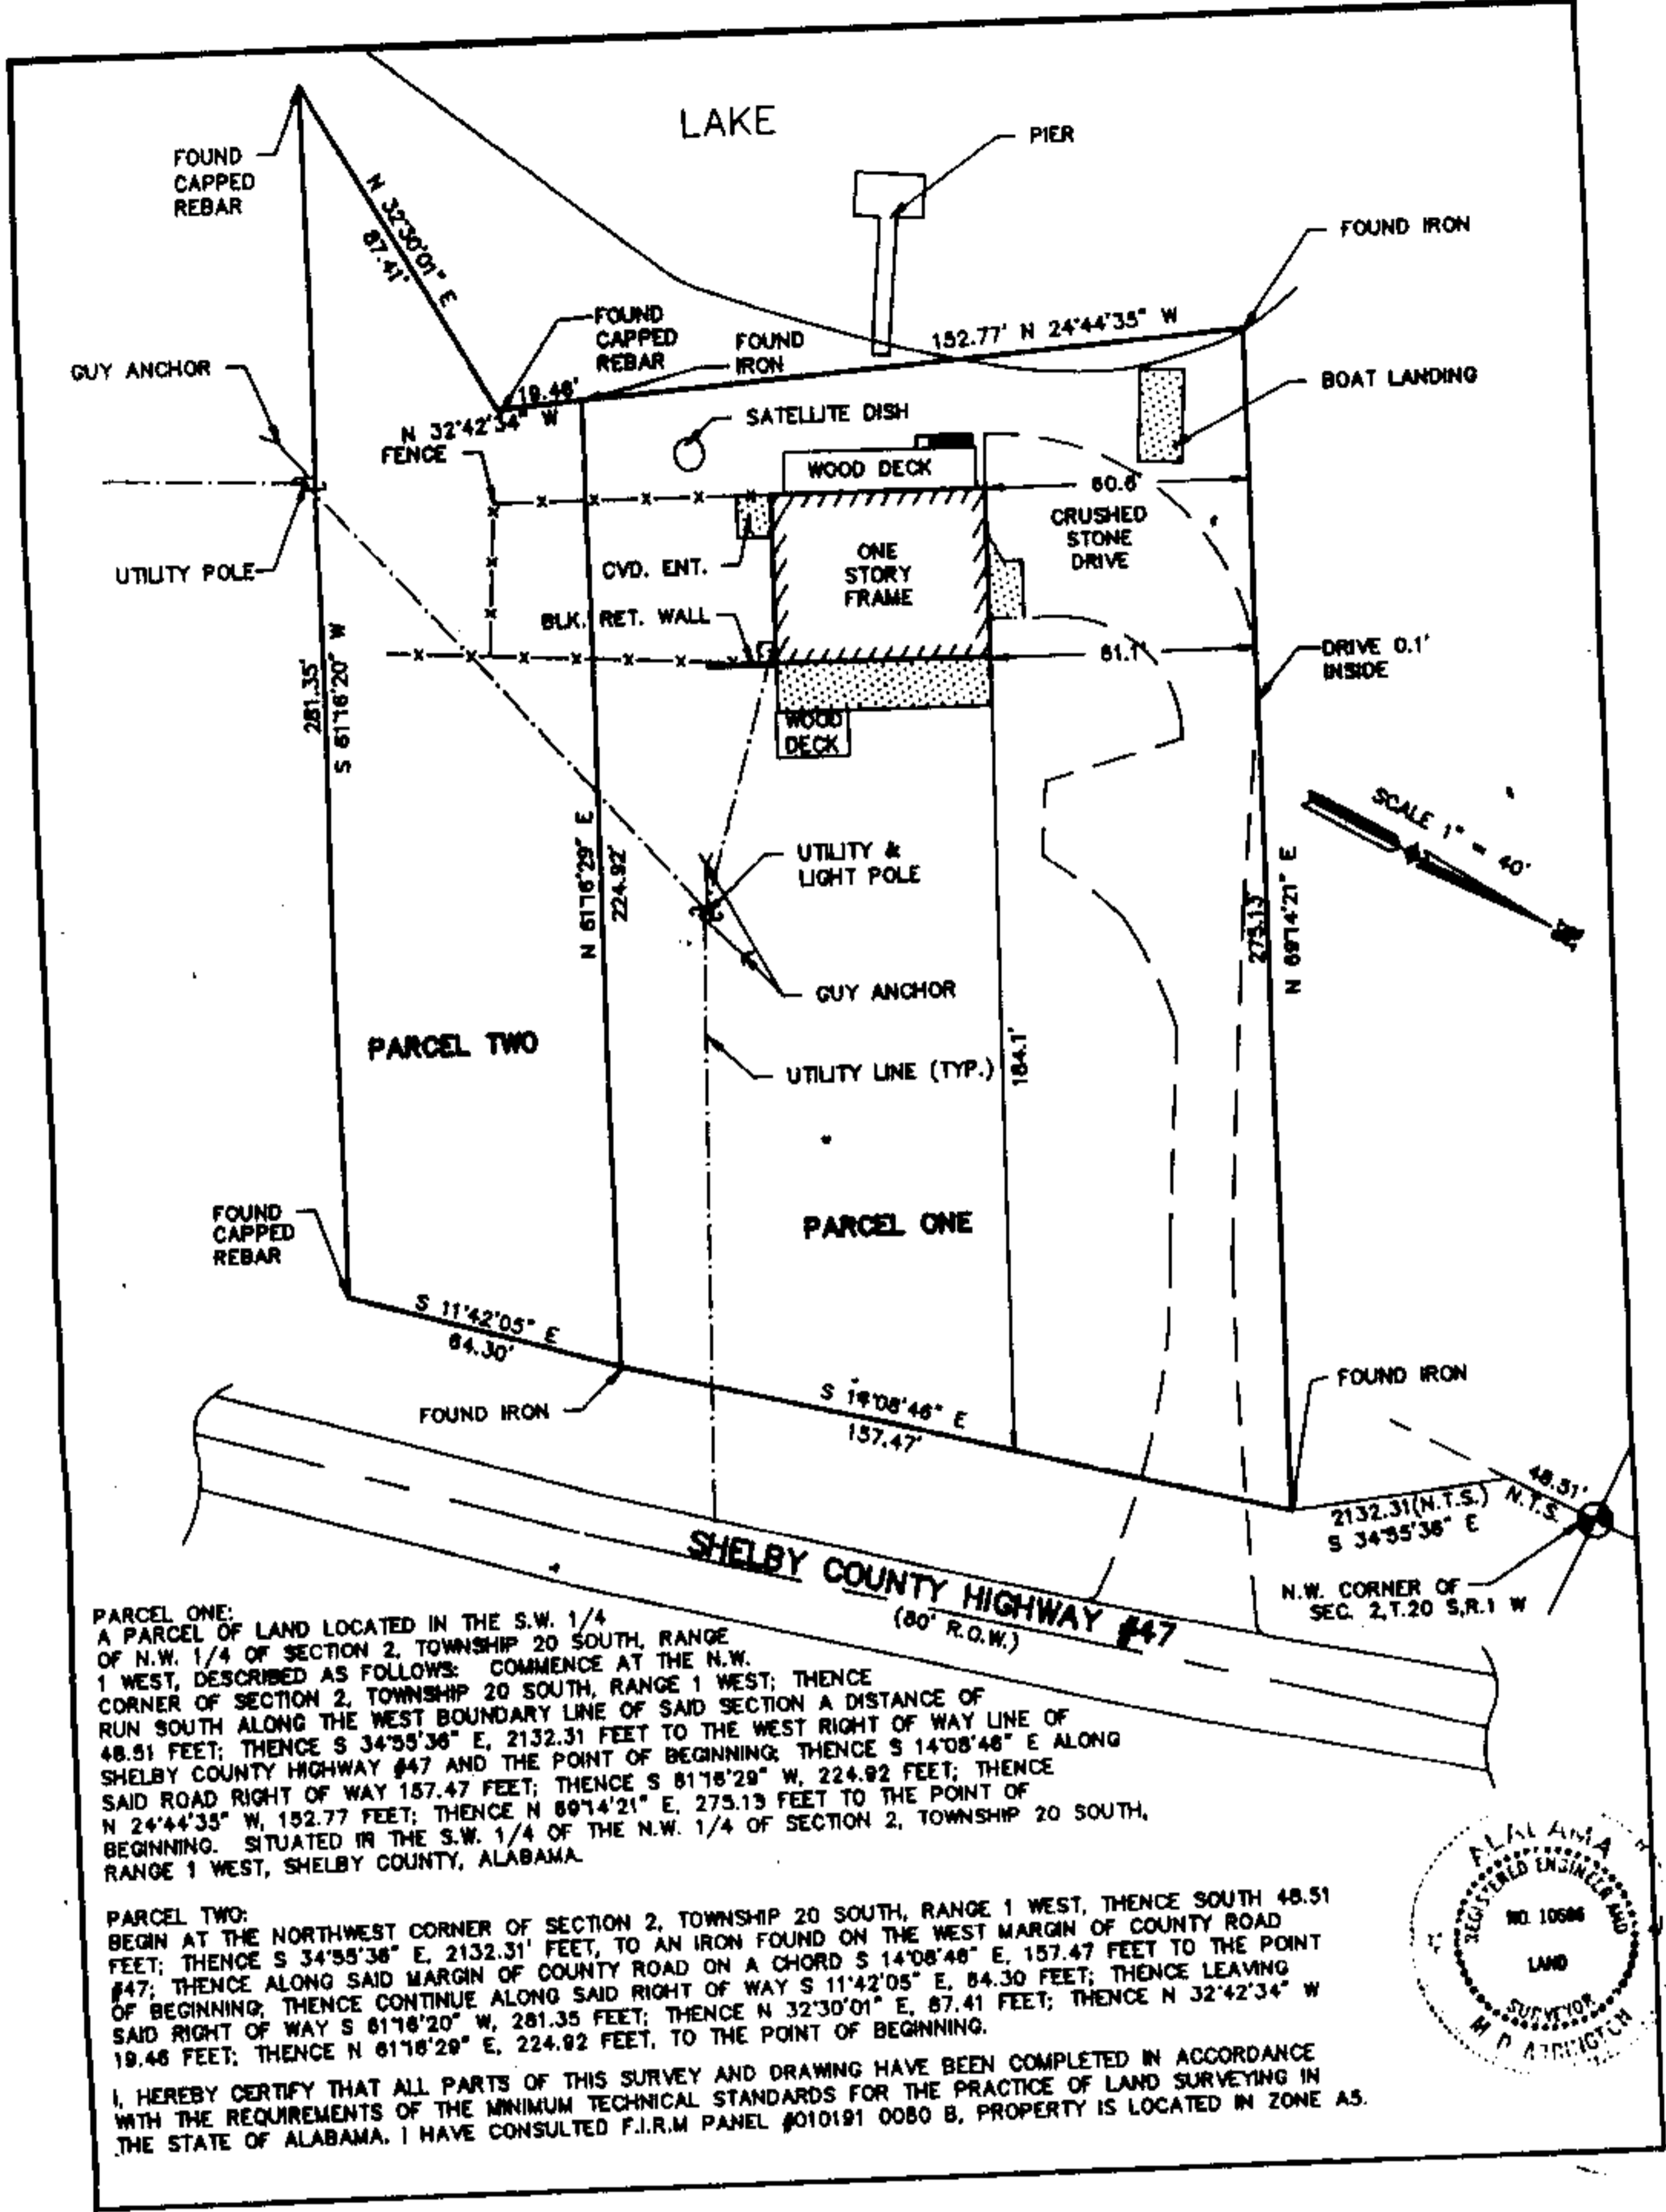 LAKE
PIER
FOUND
CAPPED
REBAR
N 32°30'01" E
87.41'
FOUND IRON
FOUND
CAPPED
REBAR
FOUND
IRON
152.77' N 24°44'35" W
GUY ANCHOR
19.46'
N 32°42'34" W
BOAT LANDING
SATELLITE DISH
FENCE
WOOD DECK
60.6'
CRUSHED
STONE
DRIVE
UTILITY POLE
CVD. ENT.
ONE
STORY
FRAME
BLK. RET. WALL
61.1'
DRIVE 0.1'
INSIDE
281.35'
S 61°16'20" W
WOOD
DECK
SCALE 1" = 40'
N 61°16'29" E
224.92'
UTILITY &
LIGHT POLE
275.13'
N 69°14'21" E
GUY ANCHOR
PARCEL TWO
UTILITY LINE (TYP.)
184.1'
PARCEL ONE
FOUND
CAPPED
REBAR
S 11°42'05" E
64.30'
FOUND IRON
S 14°08'46" E
157.47'
FOUND IRON
48.51'
N.T.S.
2132.31(N.T.S.)
S 34°55'36" E
N.W. CORNER OF
SEC. 2,T.20 S,R.1 W
SHELBY COUNTY HIGHWAY #47
(80' R.O.W.)
PARCEL ONE:
A PARCEL OF LAND LOCATED IN THE S.W. 1/4
OF N.W. 1/4 OF SECTION 2, TOWNSHIP 20 SOUTH, RANGE
1 WEST, DESCRIBED AS FOLLOWS: COMMENCE AT THE N.W.
CORNER OF SECTION 2, TOWNSHIP 20 SOUTH, RANGE 1 WEST; THENCE
RUN SOUTH ALONG THE WEST BOUNDARY LINE OF SAID SECTION A DISTANCE OF
48.51 FEET; THENCE S 34°55'36" E, 2132.31 FEET TO THE WEST RIGHT OF WAY LINE OF
SHELBY COUNTY HIGHWAY #47 AND THE POINT OF BEGINNING; THENCE S 14°08'46" E ALONG
SAID ROAD RIGHT OF WAY 157.47 FEET; THENCE S 61°16'29" W, 224.92 FEET; THENCE
N 24°44'35" W, 152.77 FEET; THENCE N 69°14'21" E, 275.13 FEET TO THE POINT OF
BEGINNING. SITUATED IN THE S.W. 1/4 OF THE N.W. 1/4 OF SECTION 2, TOWNSHIP 20 SOUTH,
RANGE 1 WEST, SHELBY COUNTY, ALABAMA.
PARCEL TWO:
BEGIN AT THE NORTHWEST CORNER OF SECTION 2, TOWNSHIP 20 SOUTH, RANGE 1 WEST, THENCE SOUTH 48.51
FEET; THENCE S 34°55'36" E, 2132.31' FEET, TO AN IRON FOUND ON THE WEST MARGIN OF COUNTY ROAD
#47; THENCE ALONG SAID MARGIN OF COUNTY ROAD ON A CHORD S 14°08'46" E, 157.47 FEET TO THE POINT
OF BEGINNING; THENCE CONTINUE ALONG SAID RIGHT OF WAY S 11°42'05" E, 64.30 FEET; THENCE LEAVING
SAID RIGHT OF WAY S 61°16'20" W, 281.35 FEET; THENCE N 32°30'01" E, 87.41 FEET; THENCE N 32°42'34" W
19.46 FEET; THENCE N 61°16'29" E, 224.92 FEET, TO THE POINT OF BEGINNING.
I, HEREBY CERTIFY THAT ALL PARTS OF THIS SURVEY AND DRAWING HAVE BEEN COMPLETED IN ACCORDANCE
WITH THE REQUIREMENTS OF THE MINIMUM TECHNICAL STANDARDS FOR THE PRACTICE OF LAND SURVEYING IN
THE STATE OF ALABAMA. I HAVE CONSULTED F.I.R.M PANEL #010191 0080 B, PROPERTY IS LOCATED IN ZONE A5.
ALABAMA
REGISTERED ENGINEER AND
NO. 10686
LAND
SURVEYOR